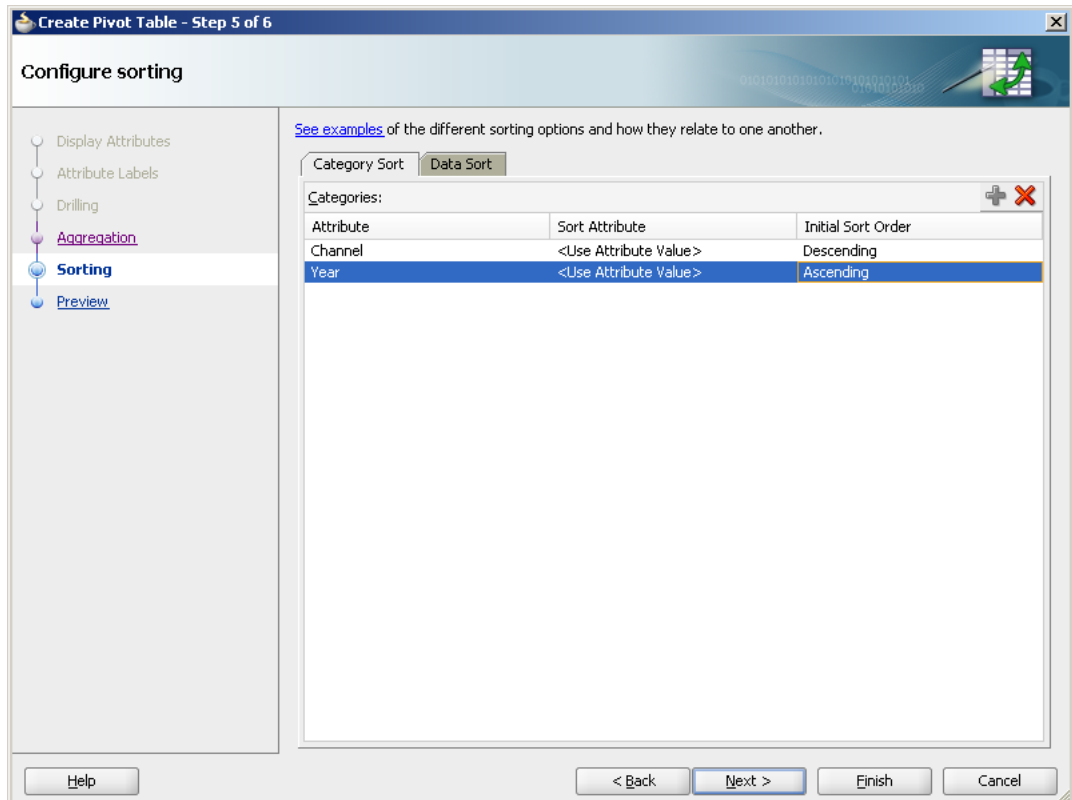 Create Pivot Table - Step 5 of 6
Configure sorting
Display Attributes
Attribute Labels
Drilling
Aggregation
Sorting
Preview
See examples of the different sorting options and how they relate to one another.
Category Sort Data Sort
Categories:
Attribute Sort Attribute Initial Sort Order
Channel <Use Attribute Value> Descending
Year <Use Attribute Value> Ascending
Help < Back Next > Finish Cancel